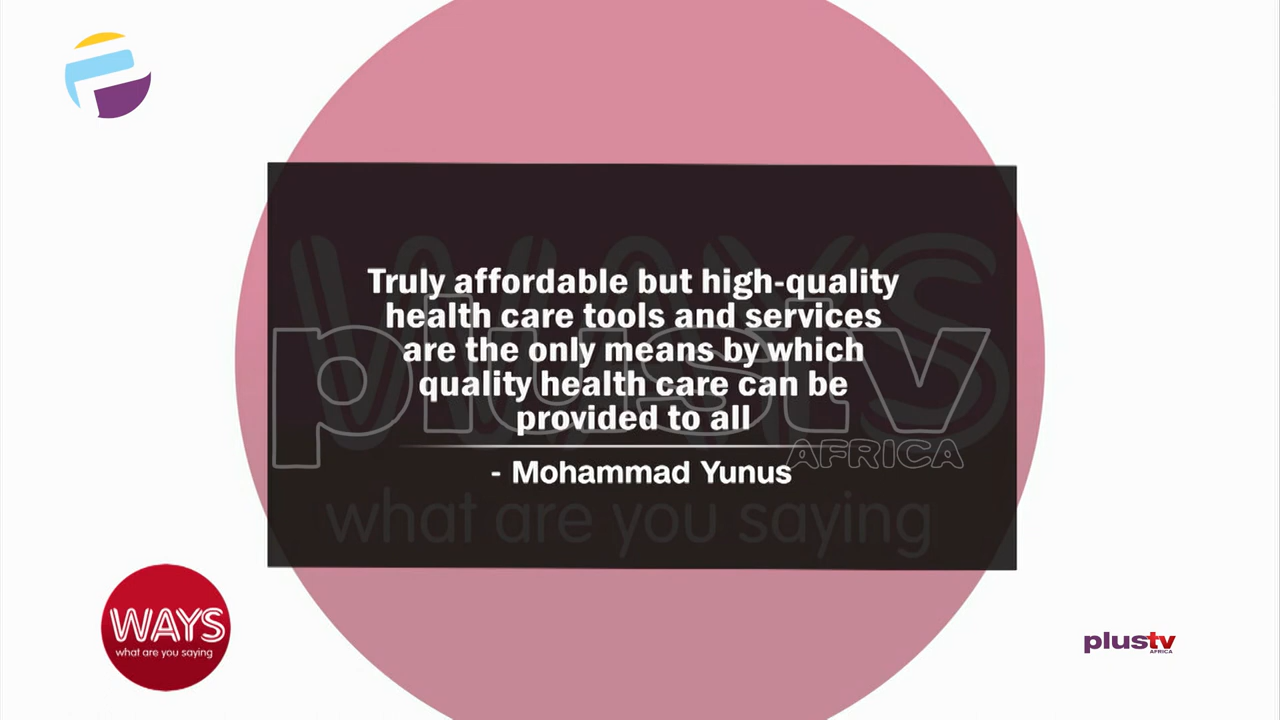 Truly affordable but high-quality
health care tools and services
are the only means by which
quality health care can be
provided to all
- Mohammad Yunus
plustv
AFRICA
WAYS
what are you saying
WAYS
what are you saying
plustv
AFRICA